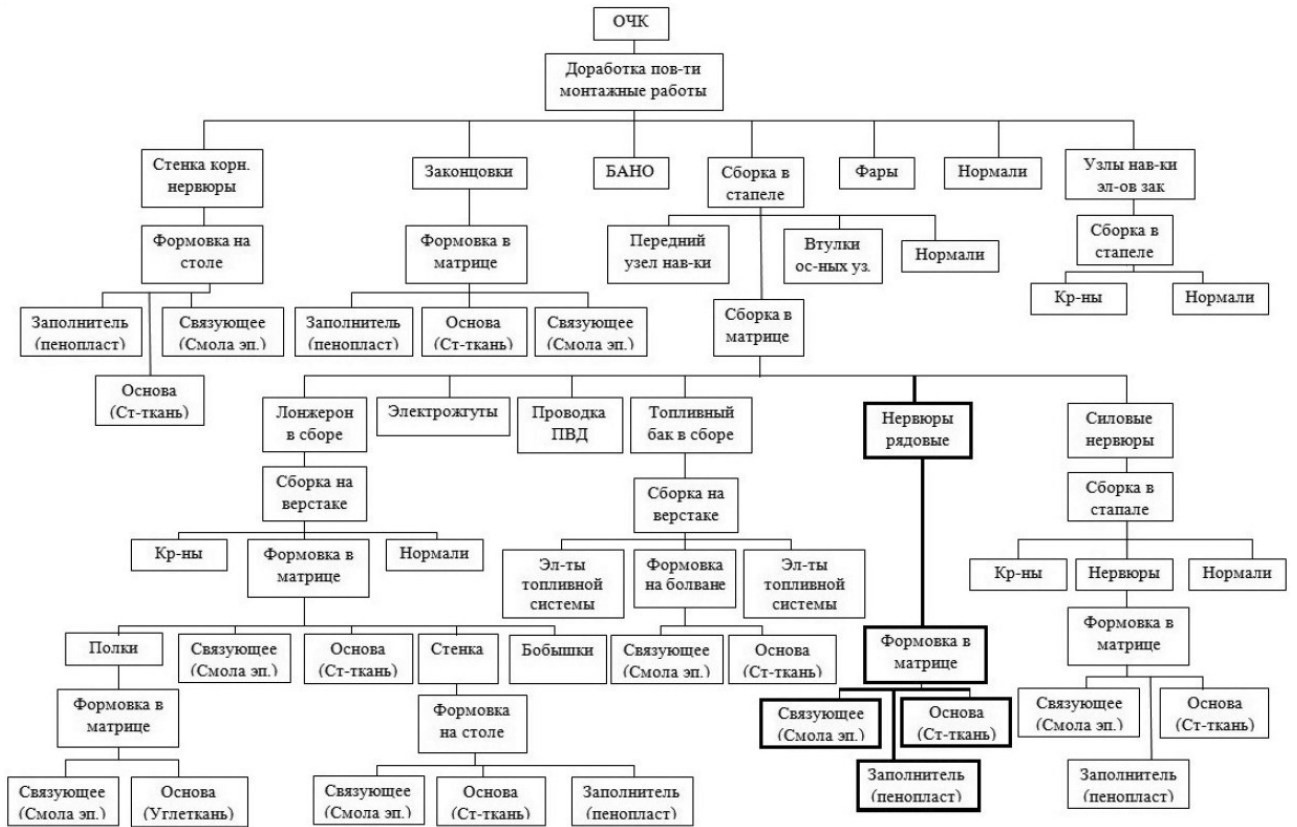 ОЧК
Доработка пов-ти
монтажные работы
Стенка корн.
нервюры
Законцовки
БАНО
Сборка в
стапеле
Фары
Нормали
Узлы нав-ки
эл-ов зак
Формовка на
столе
Формовка в
матрице
Передний
узел нав-ки
Втулки
ос-ных уз.
Нормали
Сборка в
стапеле
Заполнитель
(пенопласт)
Связующее
(Смола эп.)
Основа
(Ст-ткань)
Заполнитель
(пенопласт)
Основа
(Ст-ткань)
Связующее
(Смола эп.)
Сборка в
матрице
Кр-ны
Нормали
Лонжерон
в сборе
Электрожгуты
Проводка
ПВД
Топливный
бак в сборе
Нервюры
рядовые
Силовые
нервюры
Сборка на
верстаке
Сборка на
верстаке
Сборка в
стапале
Кр-ны
Формовка в
матрице
Нормали
Эл-ты
топливной
системы
Формовка
на болване
Эл-ты
топливной
системы
Кр-ны
Нервюры
Нормали
Полки
Связующее
(Смола эп.)
Основа
(Ст-ткань)
Стенка
Бобышки
Связующее
(Смола эп.)
Основа
(Ст-ткань)
Формовка в
матрице
Формовка в
матрице
Формовка в
матрице
Формовка
на столе
Связующее
(Смола эп.)
Основа
(Ст-ткань)
Заполнитель
(пенопласт)
Связующее
(Смола эп.)
Основа
(Ст-ткань)
Заполнитель
(пенопласт)
Связующее
(Смола эп.)
Основа
(Углеткань)
Связующее
(Смола эп.)
Основа
(Ст-ткань)
Заполнитель
(пенопласт)